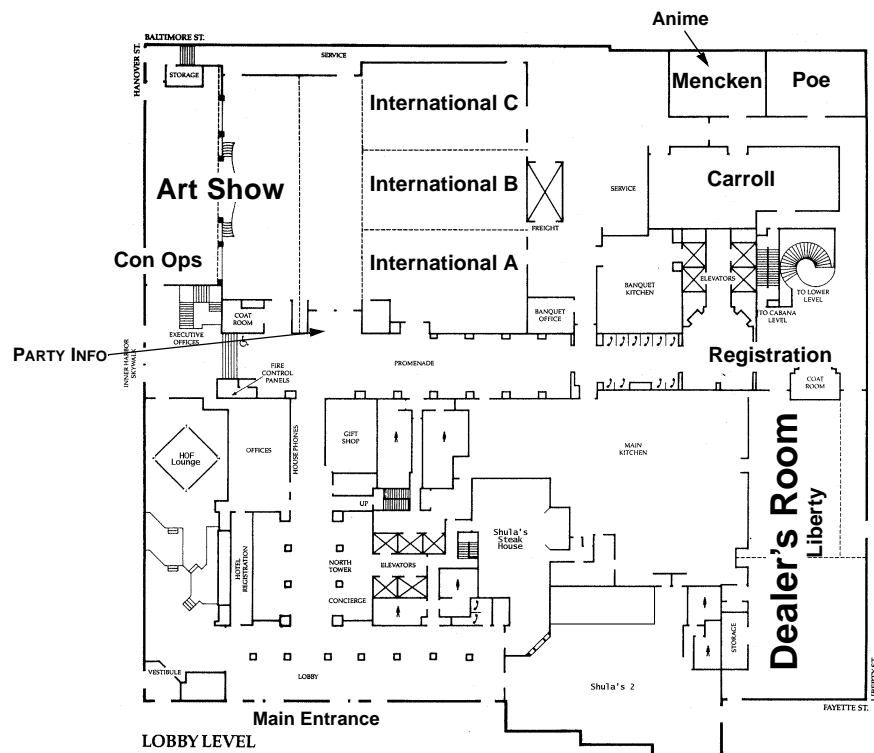 Anime
BALTIMORE ST.
HANOVER ST.
SERVICE
STORAGE
Mencken
Poe
International C
Art Show
International B
SERVICE
Carroll
FREIGHT
Con Ops
International A
BANQUET
KITCHEN
ELEVATORS
TO LOWER
LEVEL
TO CABANA
LEVEL
COAT
ROOM
BANQUET
OFFICE
EXECUTIVE
OFFICES
PARTY INFO
INNER HARBOR
SKYWALK
PROMENADE
Registration
FIRE
CONTROL
PANELS
COAT
ROOM
HOF
Lounge
OFFICES
HOUSE PHONES
GIFT
SHOP
MAIN
KITCHEN
Dealer's Room
Liberty
UP
Shula's
Steak
House
HOTEL
REGISTRATION
NORTH
TOWER
ELEVATORS
CONCIERGE
STORAGE
VESTIBULE
LOBBY
Shula's 2
LIBERTY ST.
FAYETTE ST.
Main Entrance
LOBBY LEVEL